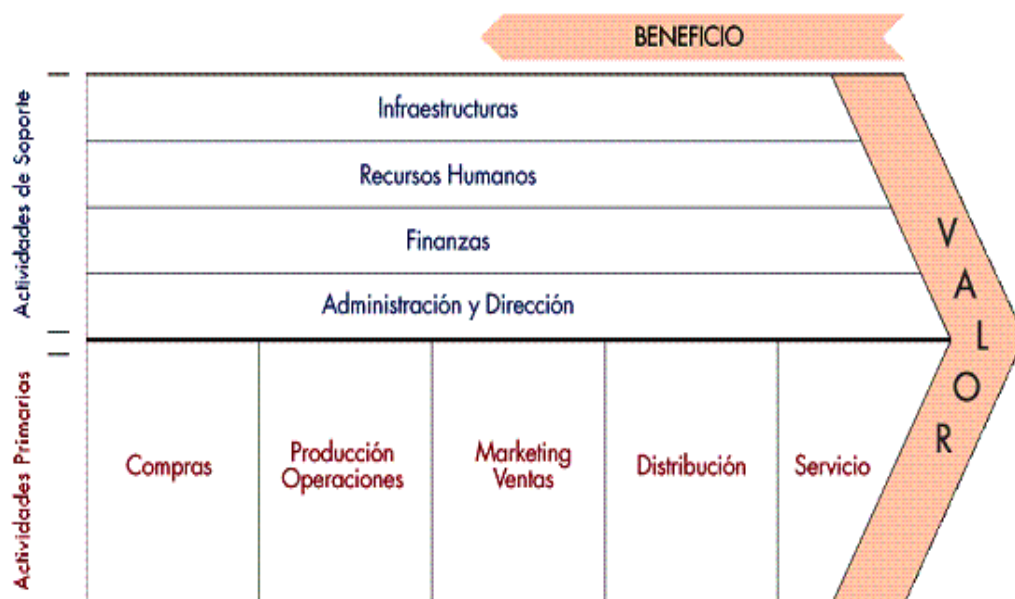 BENEFICIO
Actividades de Soporte
Infraestructuras
Recursos Humanos
Finanzas
Administración y Dirección
VALOR
Actividades Primarias
Compras
Producción
Operaciones
Marketing
Ventas
Distribución
Servicio